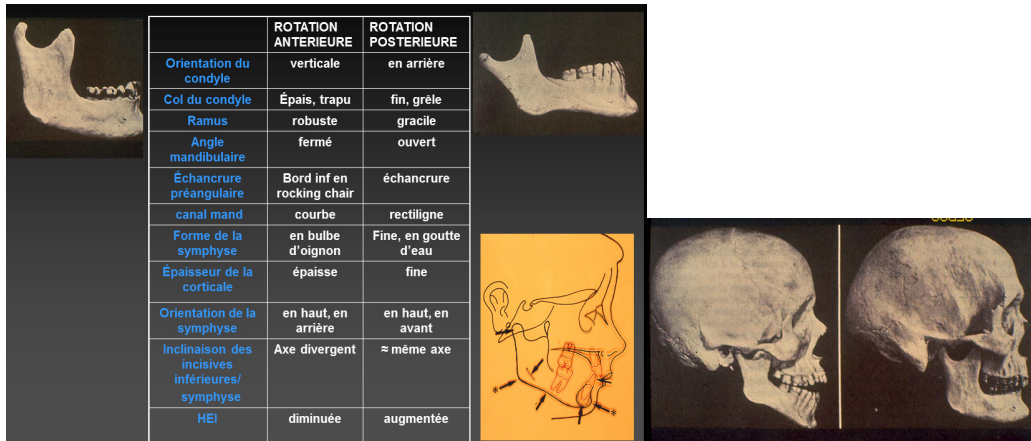 ROTATION ANTERIEURE
ROTATION POSTERIEURE
Orientation du condyle
verticale
en arrière
Col du condyle
Épais, trapu
fin, grêle
Ramus
robuste
gracile
Angle mandibulaire
fermé
ouvert
Échancrure préangulaire
Bord inf en rocking chair
échancrure
canal mand
courbe
rectiligne
Forme de la symphyse
en bulbe d'oignon
Fine, en goutte d'eau
Épaisseur de la corticale
épaisse
fine
Orientation de la symphyse
en haut, en arrière
en haut, en avant
Inclinaison des incisives inférieures/ symphyse
Axe divergent
≈ même axe
HEI
diminuée
augmentée